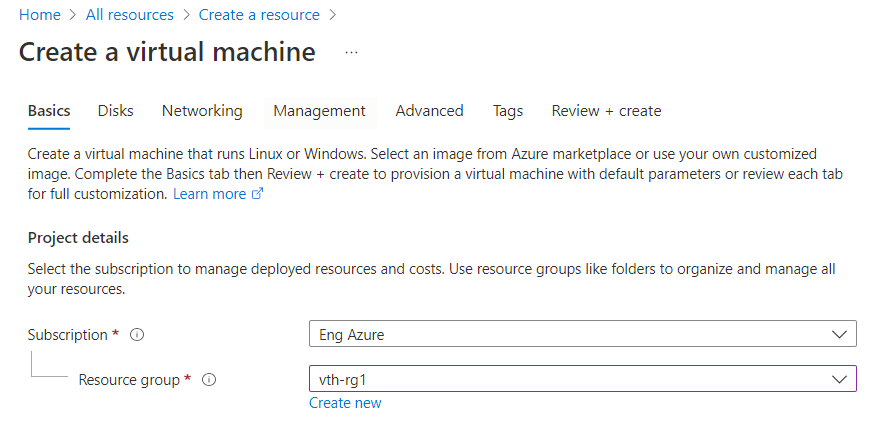 Home > All resources > Create a resource >
Create a virtual machine ...
Basics Disks Networking Management Advanced Tags Review + create
Create a virtual machine that runs Linux or Windows. Select an image from Azure marketplace or use your own customized
image. Complete the Basics tab then Review + create to provision a virtual machine with default parameters or review each tab
for full customization. Learn more
Project details
Select the subscription to manage deployed resources and costs. Use resource groups like folders to organize and manage all
your resources.
Subscription * Eng Azure
Resource group * vth-rg1
Create new